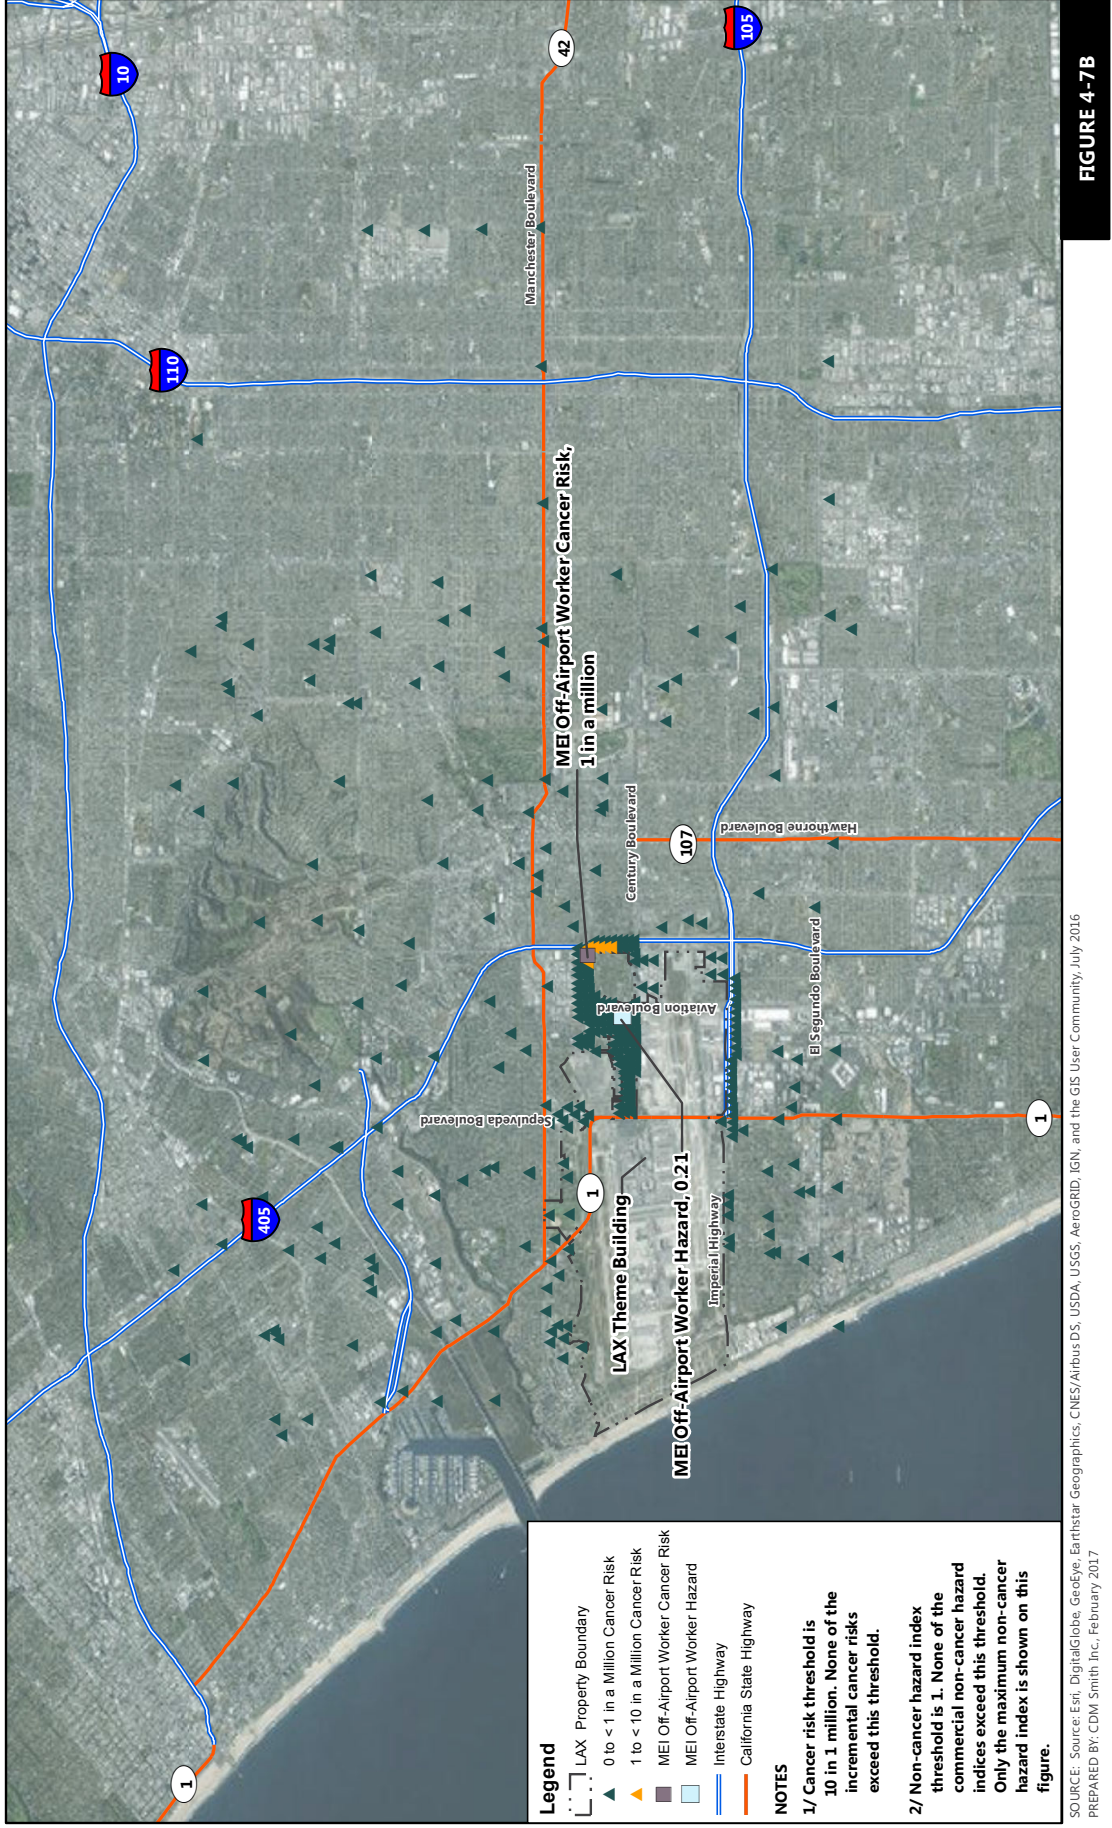 10
105
42
110
Manchester Boulevard
MEI Off-Airport Worker Cancer Risk,
1 in a million
Century Boulevard
107
Hawthorne Boulevard
Aviation Boulevard
El Segundo Boulevard
Sepulveda Boulevard
405
1
1
LAX Theme Building
MEI Off-Airport Worker Hazard, 0.21
Imperial Highway
1
Legend
LAX Property Boundary
0 to < 1 in a Million Cancer Risk
1 to < 10 in a Million Cancer Risk
MEI Off-Airport Worker Cancer Risk
MEI Off-Airport Worker Hazard
Interstate Highway
California State Highway
NOTES
1/ Cancer risk threshold is
10 in 1 million. None of the
incremental cancer risks
exceed this threshold.
2/ Non-cancer hazard index
threshold is 1. None of the
commercial non-cancer hazard
indices exceed this threshold.
Only the maximum non-cancer
hazard index is shown on this
figure.
SOURCE: Source: Esri, DigitalGlobe, GeoEye, Earthstar Geographics, CNES/Airbus DS, USDA, USGS, AeroGRID, IGN, and the GIS User Community, July 2016
PREPARED BY: CDM Smith Inc., February 2017
FIGURE 4-7B